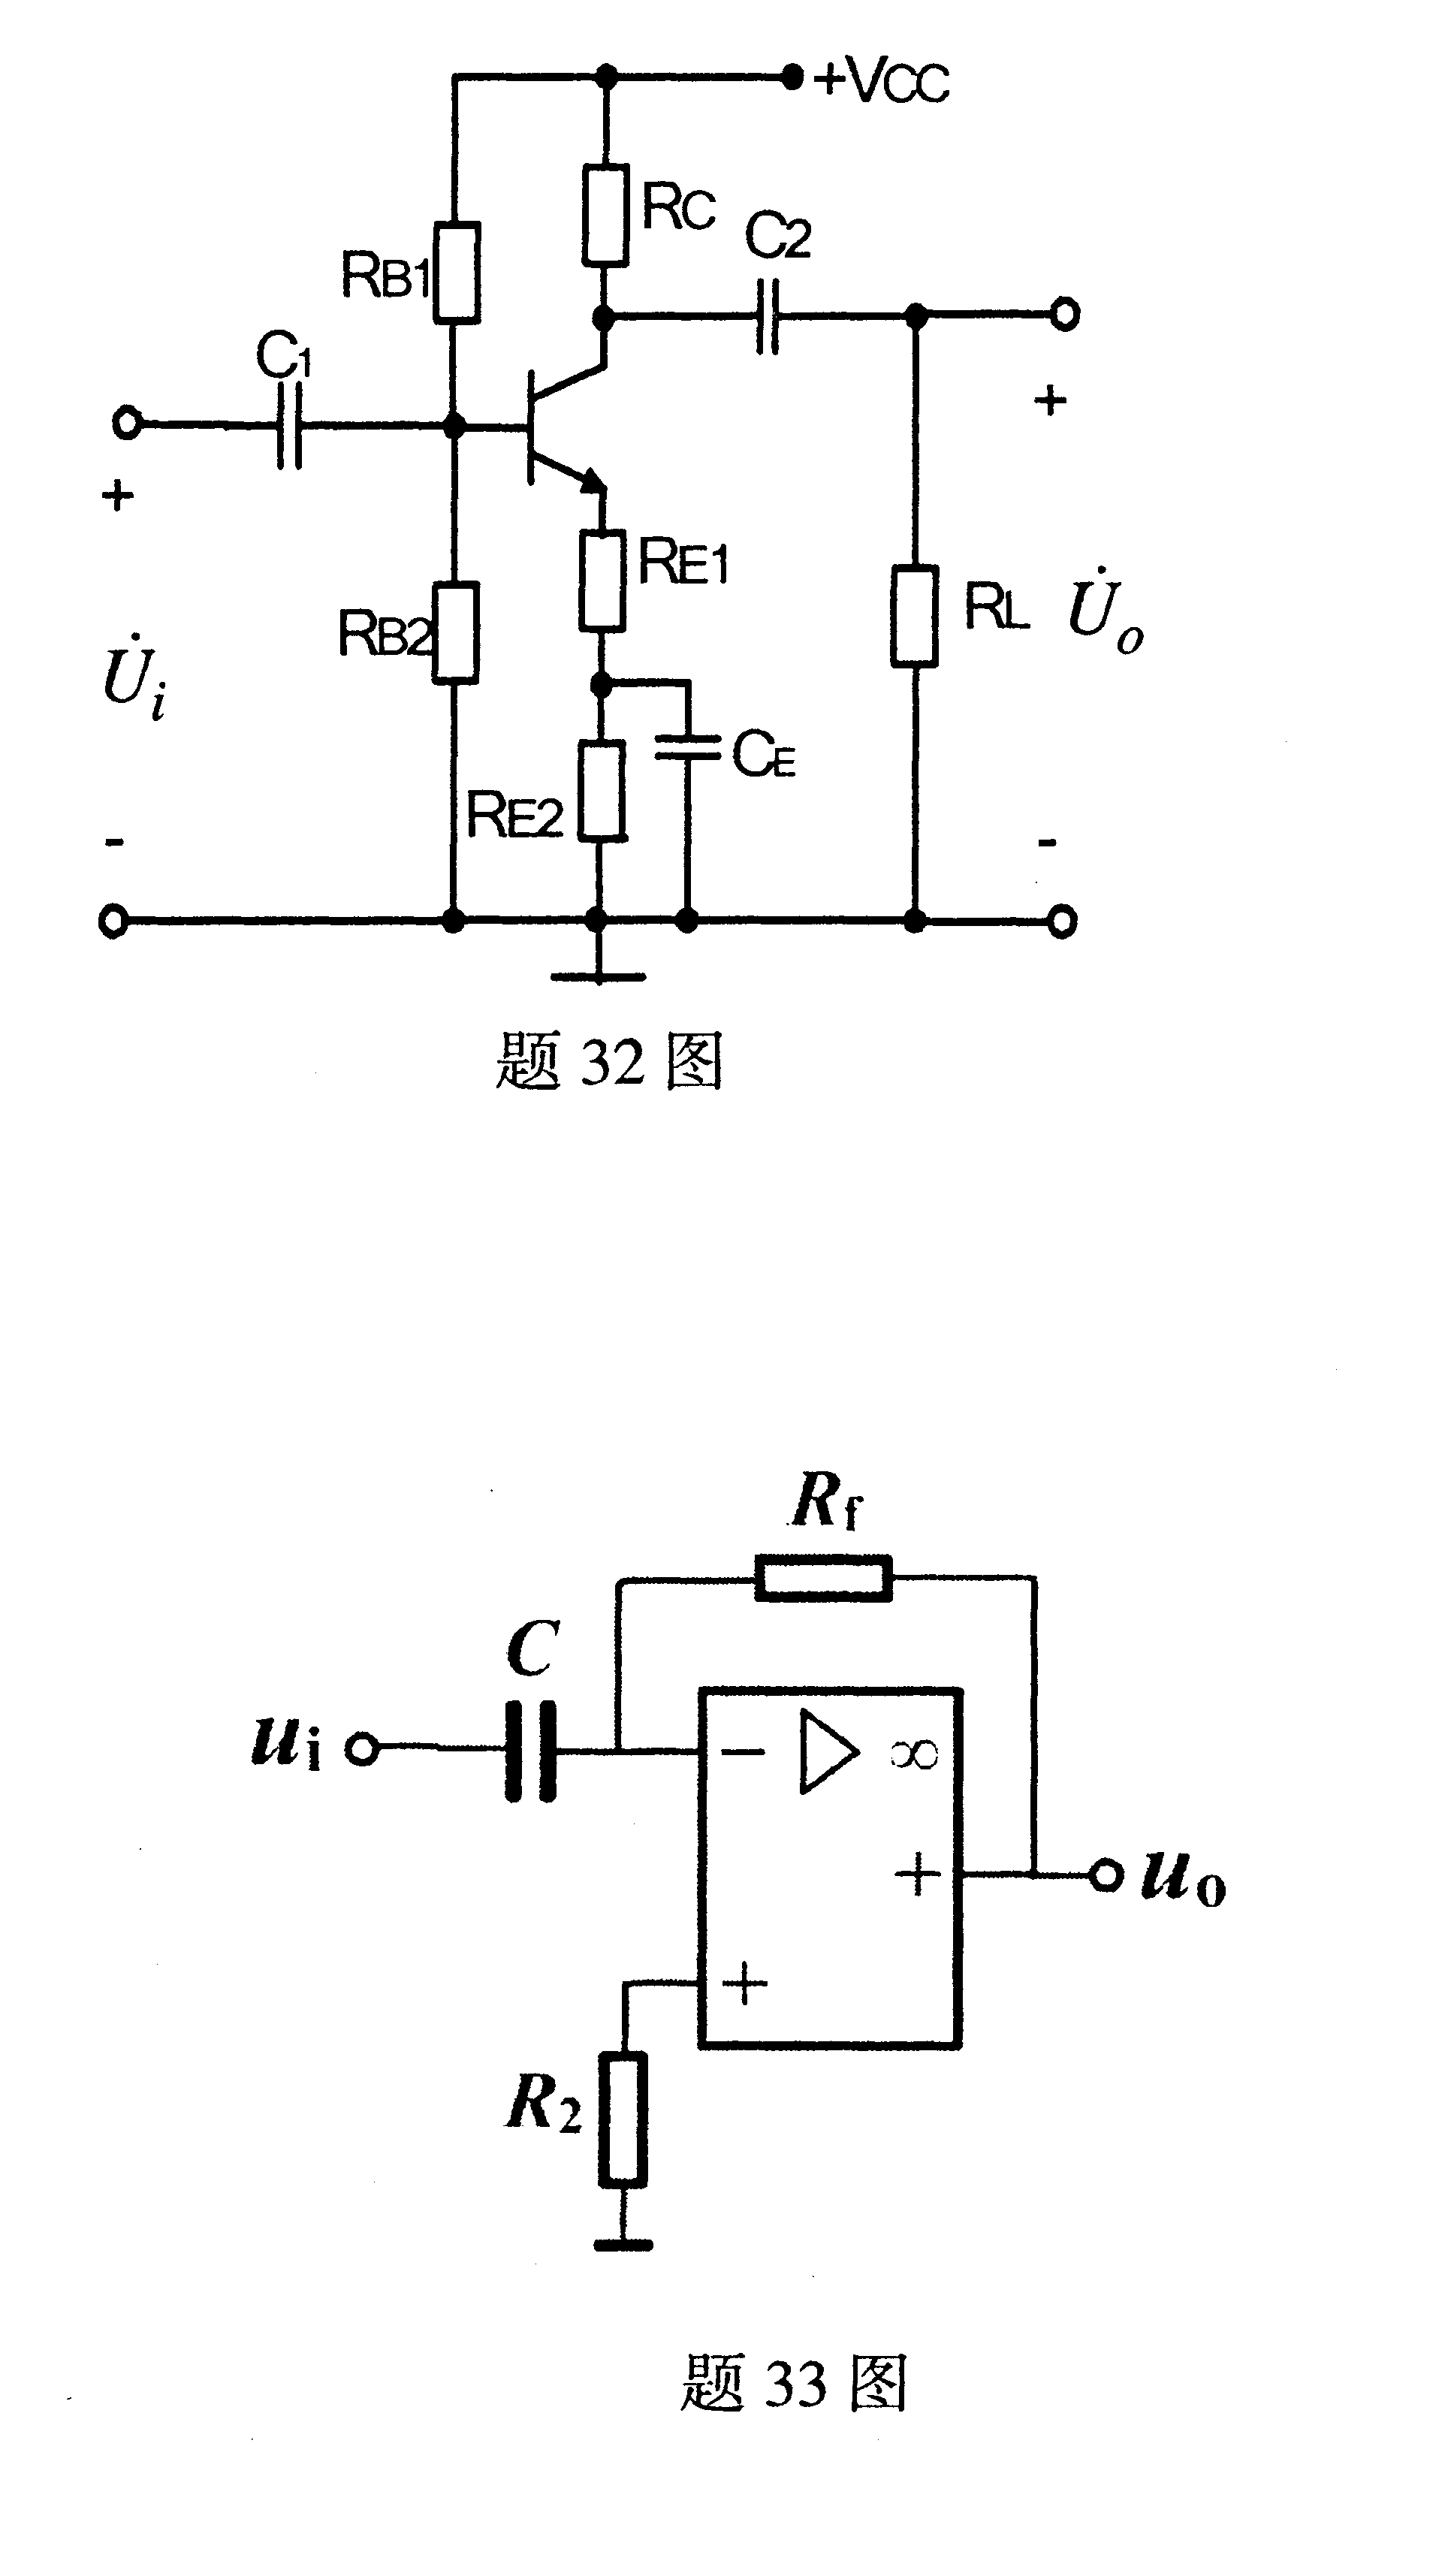 +VCC
RC
C2
RB1
C1
+
+
RE1
RB2
RL
U̇o
U̇i
CE
RE2
-
-
题 32 图
Rf
C
ui
− ▷ ∞
+
uo
+
R2
题 33 图